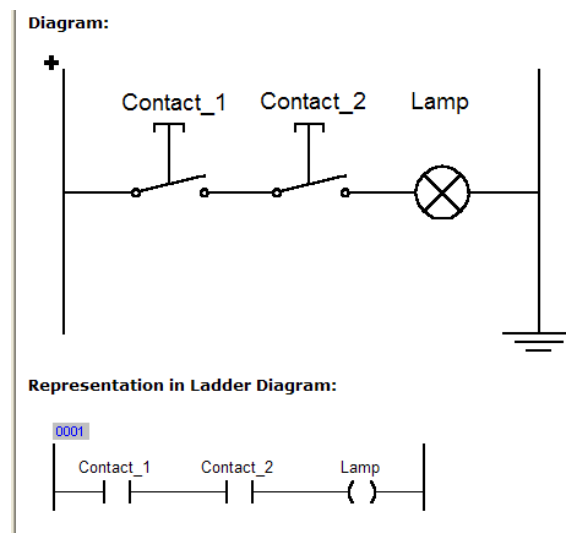 Diagram:
+
Contact_1 Contact_2 Lamp
Representation in Ladder Diagram:
0001
Contact_1 Contact_2 Lamp